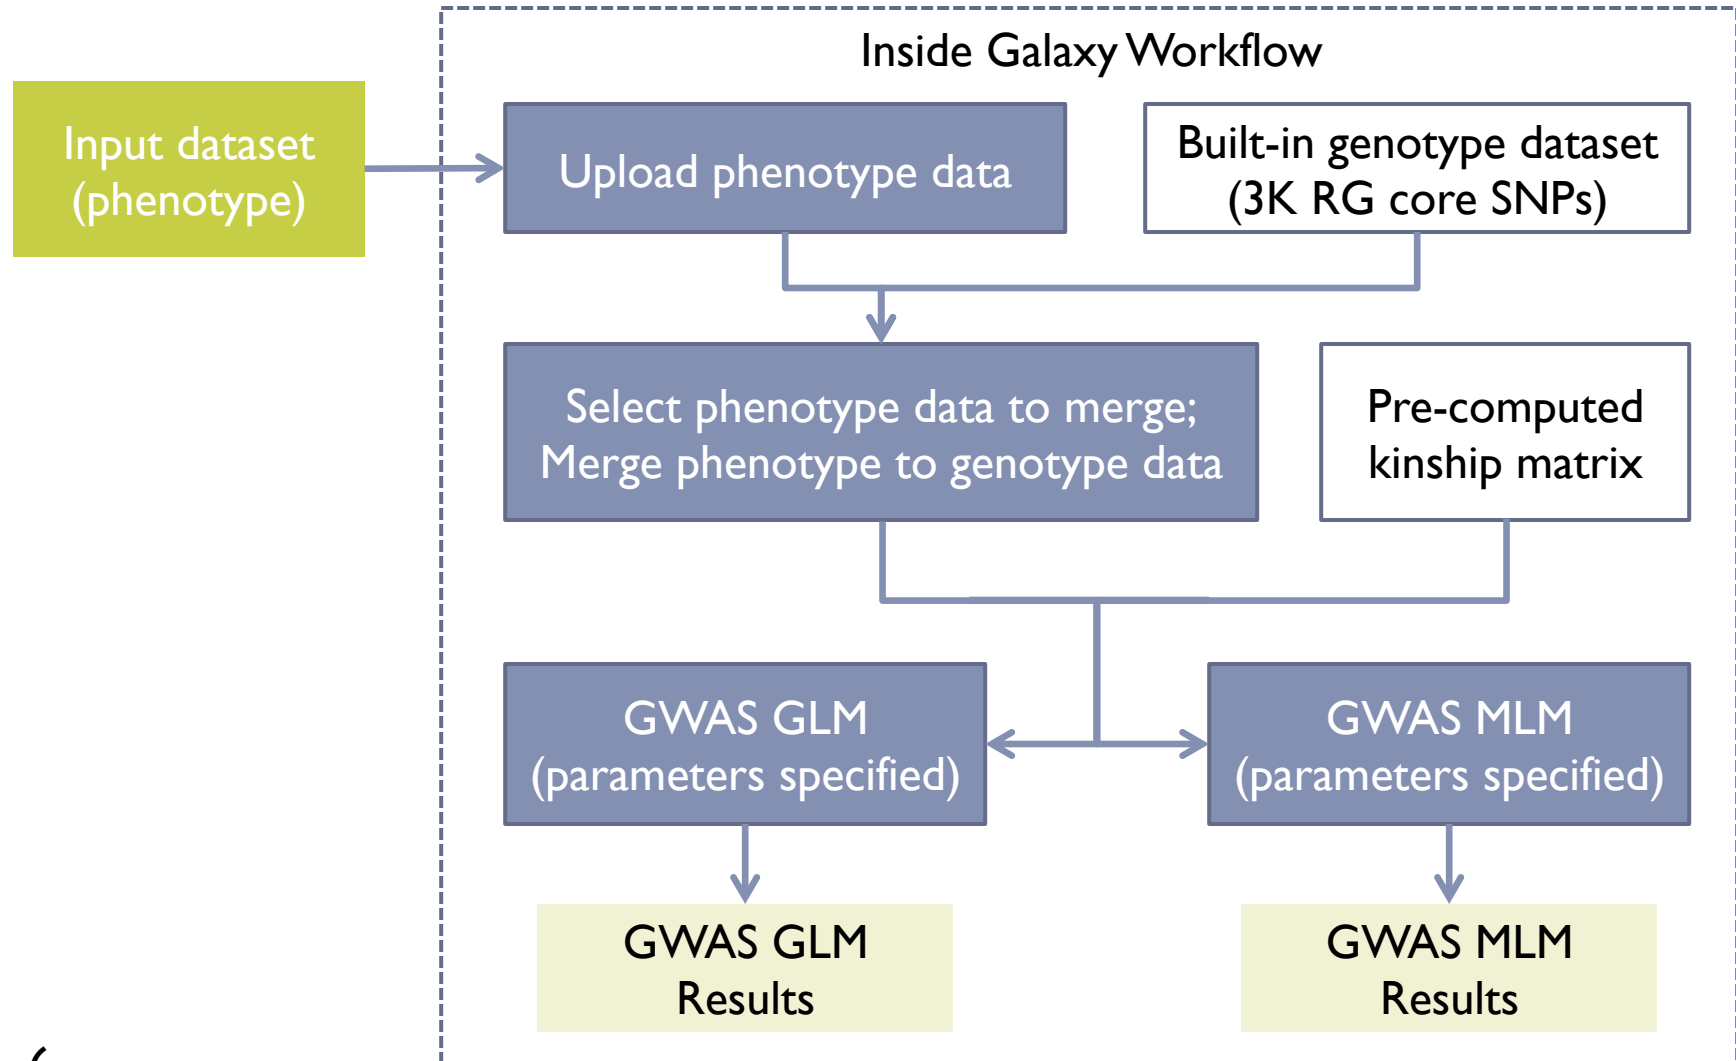 Inside Galaxy Workflow
Input dataset
(phenotype)
Upload phenotype data
Built-in genotype dataset
(3K RG core SNPs)
Select phenotype data to merge;
Merge phenotype to genotype data
Pre-computed
kinship matrix
GWAS GLM
(parameters specified)
GWAS MLM
(parameters specified)
GWAS GLM
Results
GWAS MLM
Results